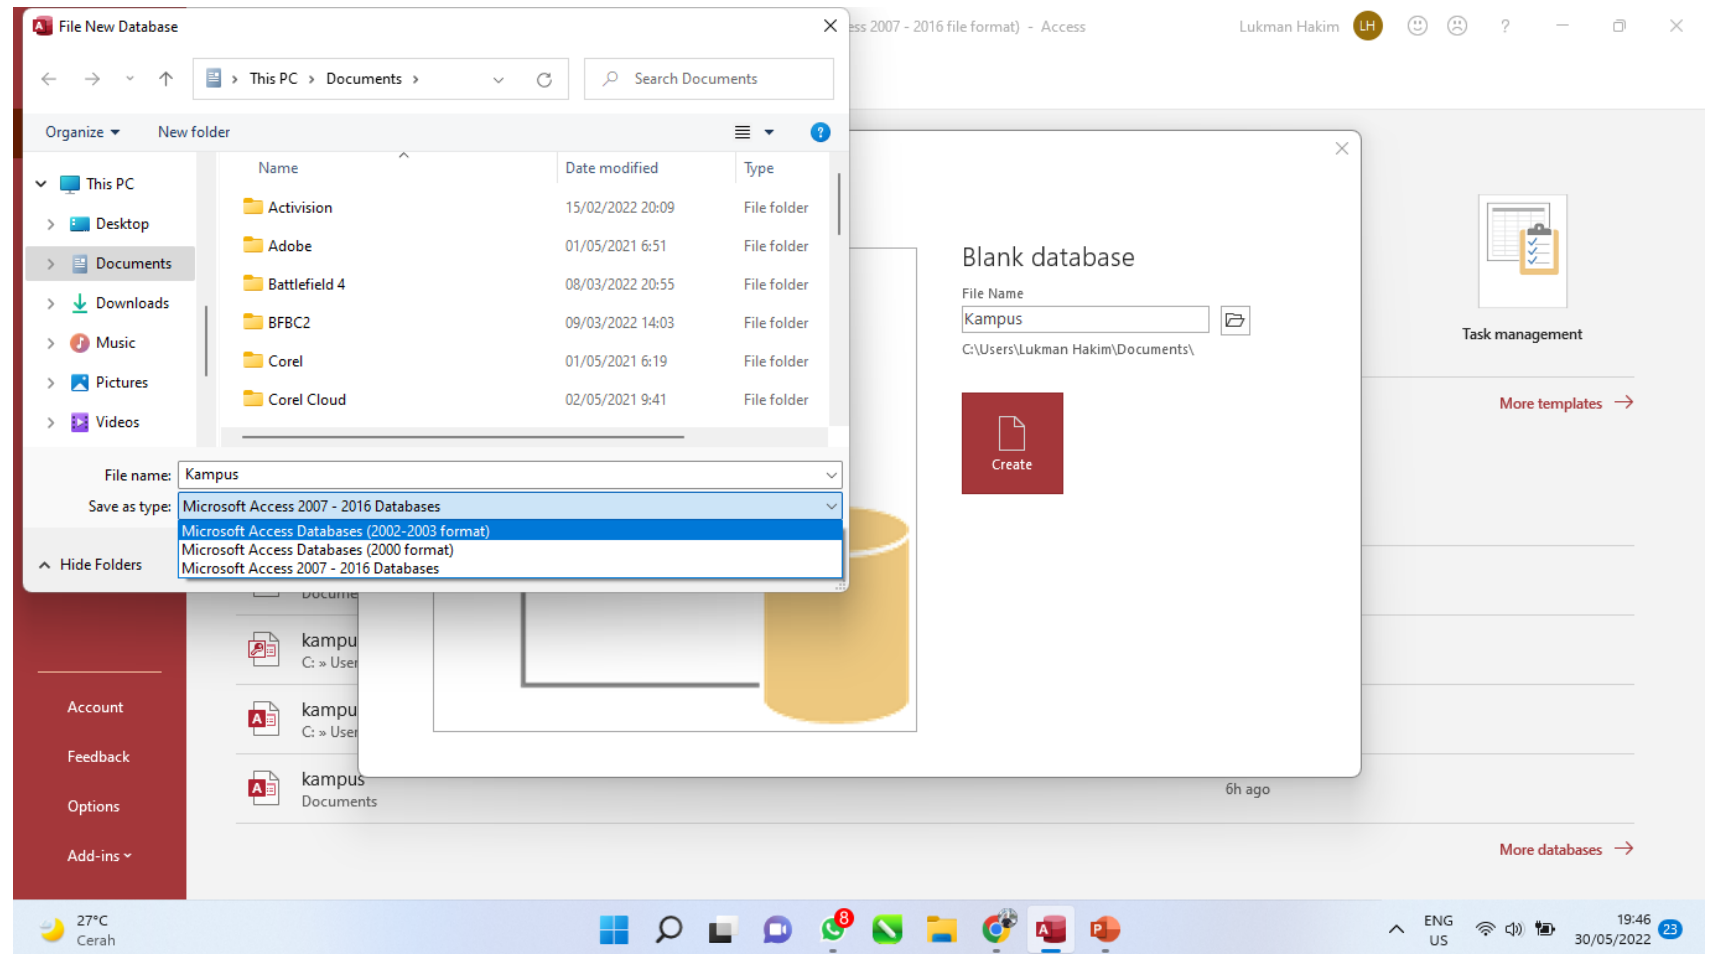 File New Database
ess 2007 - 2016 file format) - Access
Lukman Hakim
LH
?
This PC > Documents >
Search Documents
Organize
New folder
?
Name
Date modified
Type
This PC
Desktop
Documents
Downloads
Music
Pictures
Videos
Activision 15/02/2022 20:09 File folder
Adobe 01/05/2021 6:51 File folder
Battlefield 4 08/03/2022 20:55 File folder
BFBC2 09/03/2022 14:03 File folder
Corel 01/05/2021 6:19 File folder
Corel Cloud 02/05/2021 9:41 File folder
File name: Kampus
Save as type: Microsoft Access 2007 - 2016 Databases
Microsoft Access Databases (2002-2003 format)
Microsoft Access Databases (2000 format)
Microsoft Access 2007 - 2016 Databases
Hide Folders
Blank database
File Name
Kampus
C:\Users\Lukman Hakim\Documents\
Create
Task management
More templates
kampu
C: » User
kampu
C: » User
kampus
Documents
6h ago
More databases
Account
Feedback
Options
Add-ins
27°C
Cerah
8
ENG
US
19:46
30/05/2022
23